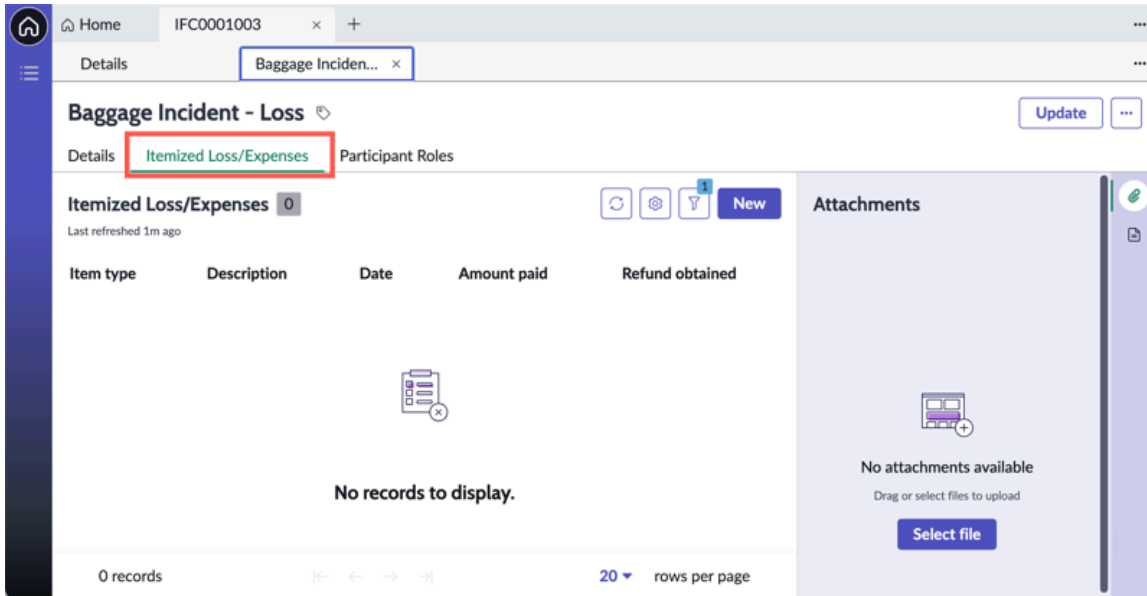 Home IFC0001003
Details Baggage Inciden...
Baggage Incident - Loss Update
Details Itemized Loss/Expenses Participant Roles
Itemized Loss/Expenses 0 1 New
Last refreshed 1m ago
Item type Description Date Amount paid Refund obtained
No records to display.
0 records 20 rows per page
Attachments
No attachments available
Drag or select files to upload
Select file